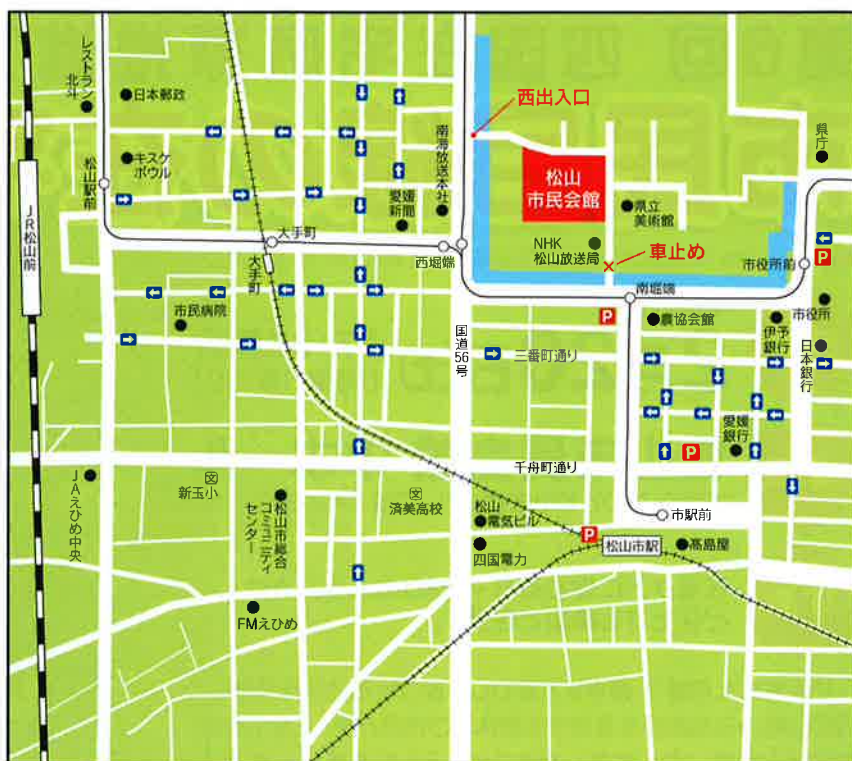 レストラン
北斗
日本郵政
キスケ
ボウル
松山駅前
JR松山前
南海放送本社
愛媛
新聞
西出入口
松山
市民会館
県立
美術館
県庁
NHK
松山放送局
車止め
大手町
大手町
西堀端
南堀端
市役所前
P
市役所
市民病院
国道
56号
P
農協会館
伊予
銀行
日本銀行
三番町通り
愛媛
銀行
P
千舟町通り
JAえひめ中央
文
新玉小
松山市総合
コミュニティ
センター
文
済美高校
松山
電気ビル
市駅前
P
松山市駅
髙島屋
四国電力
FMえひめ